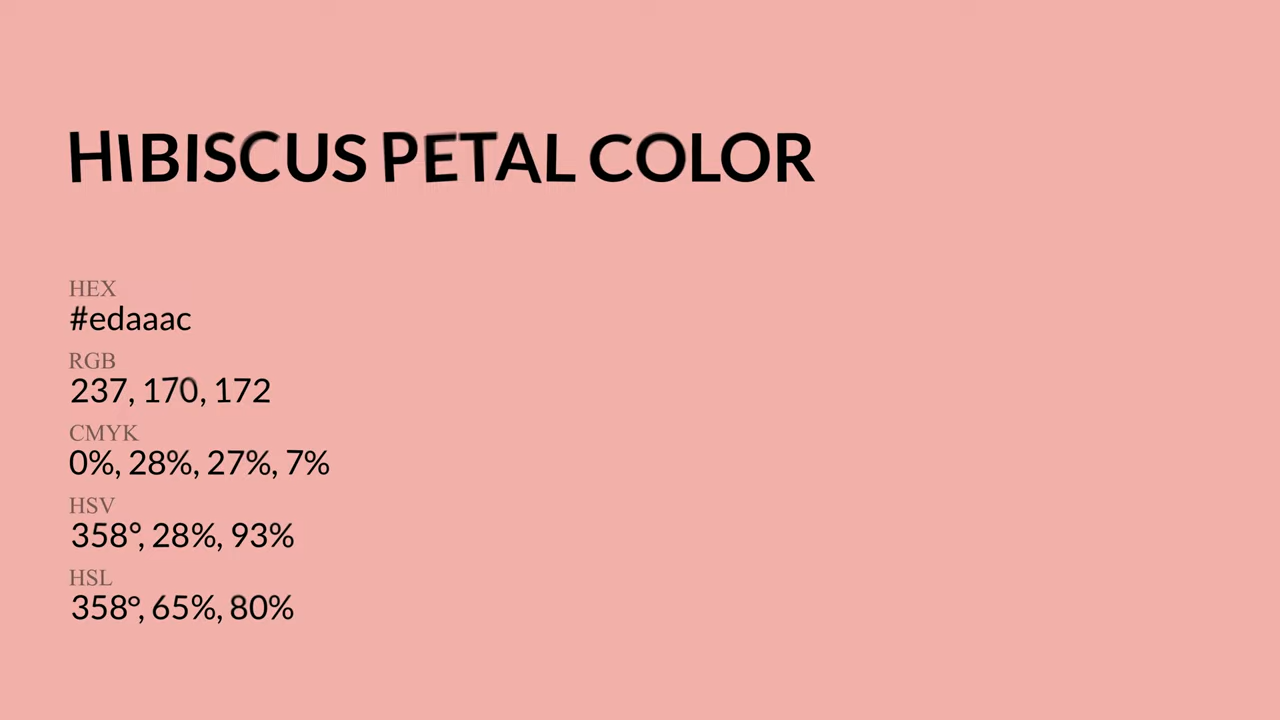 HIBISCUS PETAL COLOR
HEX
#edaaac
RGB
237, 170, 172
CMYK
0%, 28%, 27%, 7%
HSV
358°, 28%, 93%
HSL
358°, 65%, 80%